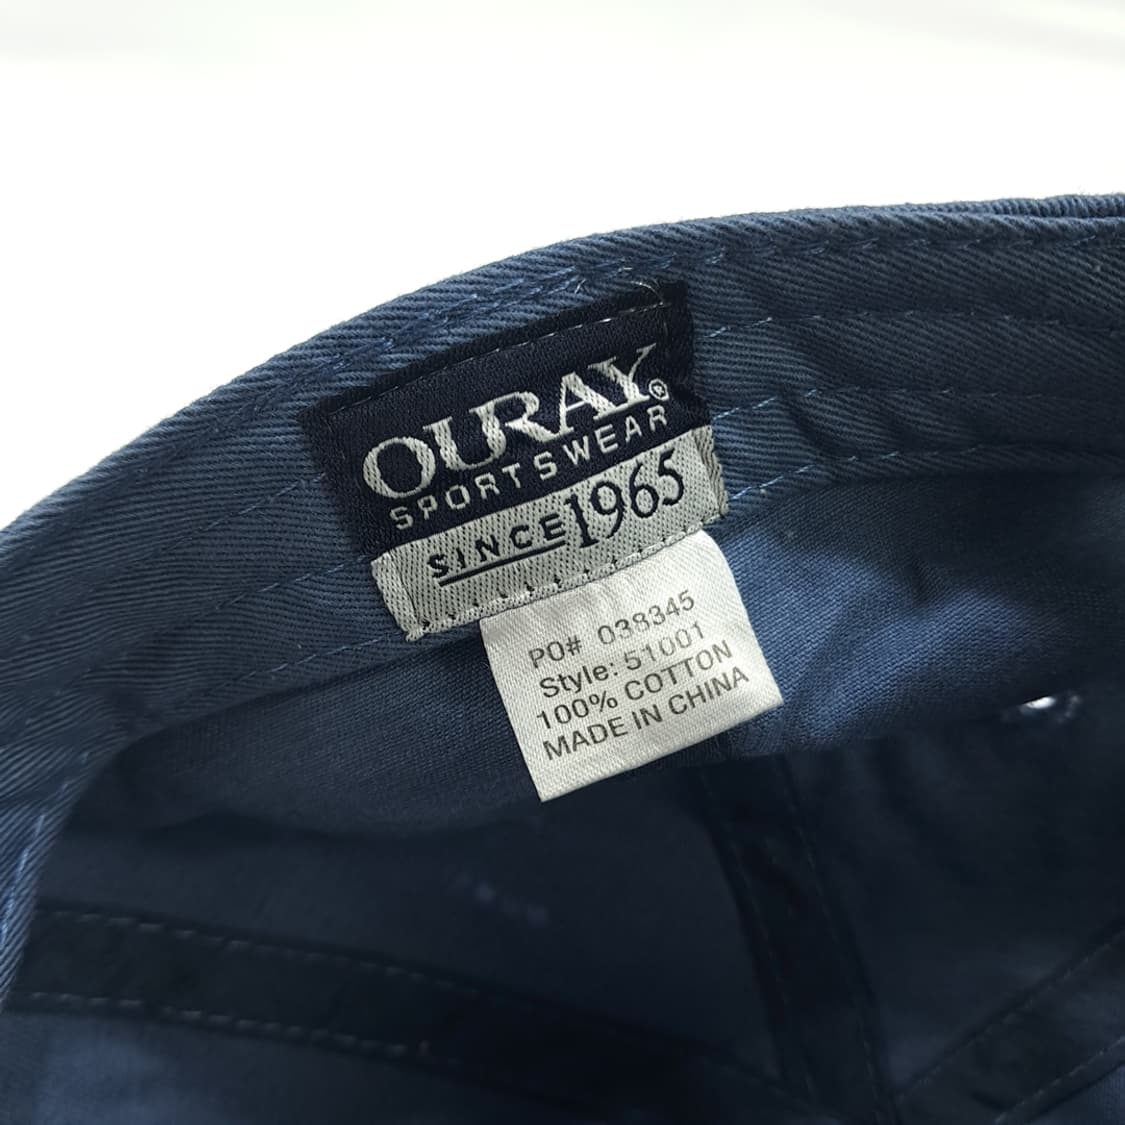 OURAY®
SPORTSWEAR
SINCE 1965
PO# 038345
Style: 51001
100% COTTON
MADE IN CHINA